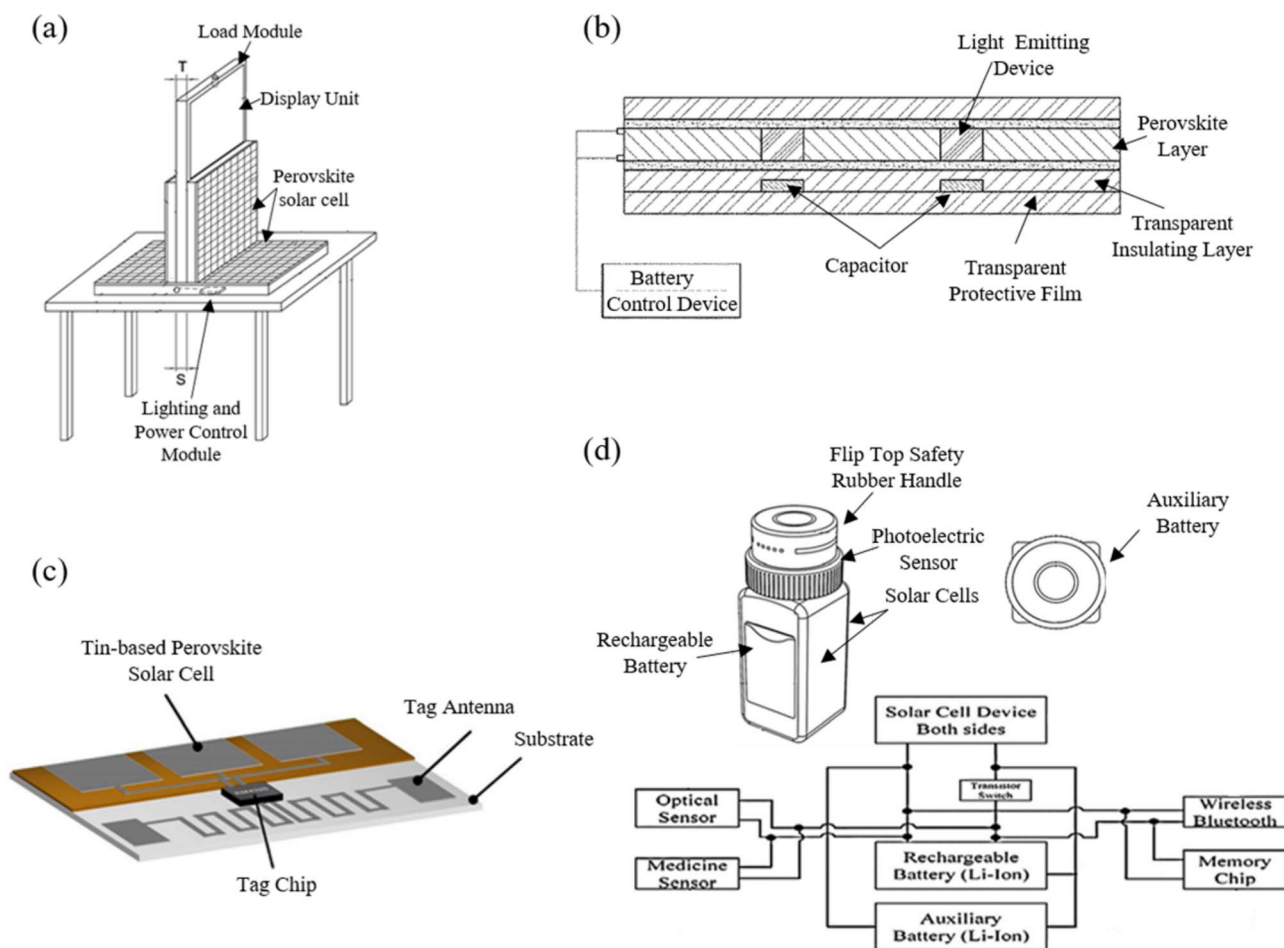 (a)
Load Module
T
Display Unit
Perovskite
solar cell
S
Lighting and
Power Control
Module
(b)
Light Emitting
Device
Perovskite
Layer
Transparent
Insulating Layer
Capacitor
Transparent
Protective Film
Battery
Control Device
(c)
Tin-based Perovskite
Solar Cell
Tag Antenna
Substrate
Tag Chip
(d)
Flip Top Safety
Rubber Handle
Auxiliary
Battery
Photoelectric
Sensor
Solar Cells
Rechargeable
Battery
Solar Cell Device
Both sides
Transistor
Switch
Optical
Sensor
Wireless
Bluetooth
Medicine
Sensor
Rechargeable
Battery (Li-Ion)
Memory
Chip
Auxiliary
Battery (Li-Ion)